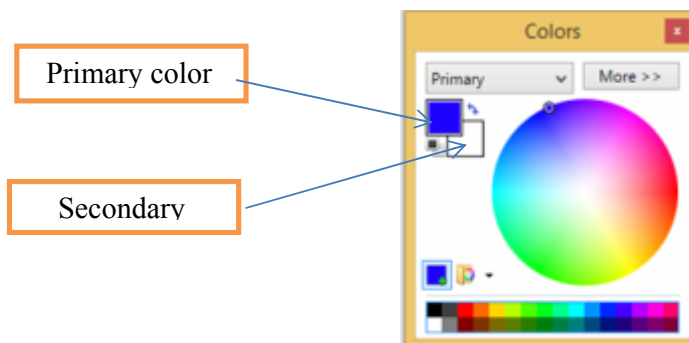 Colors
x
Primary color
Primary
More >>
Secondary